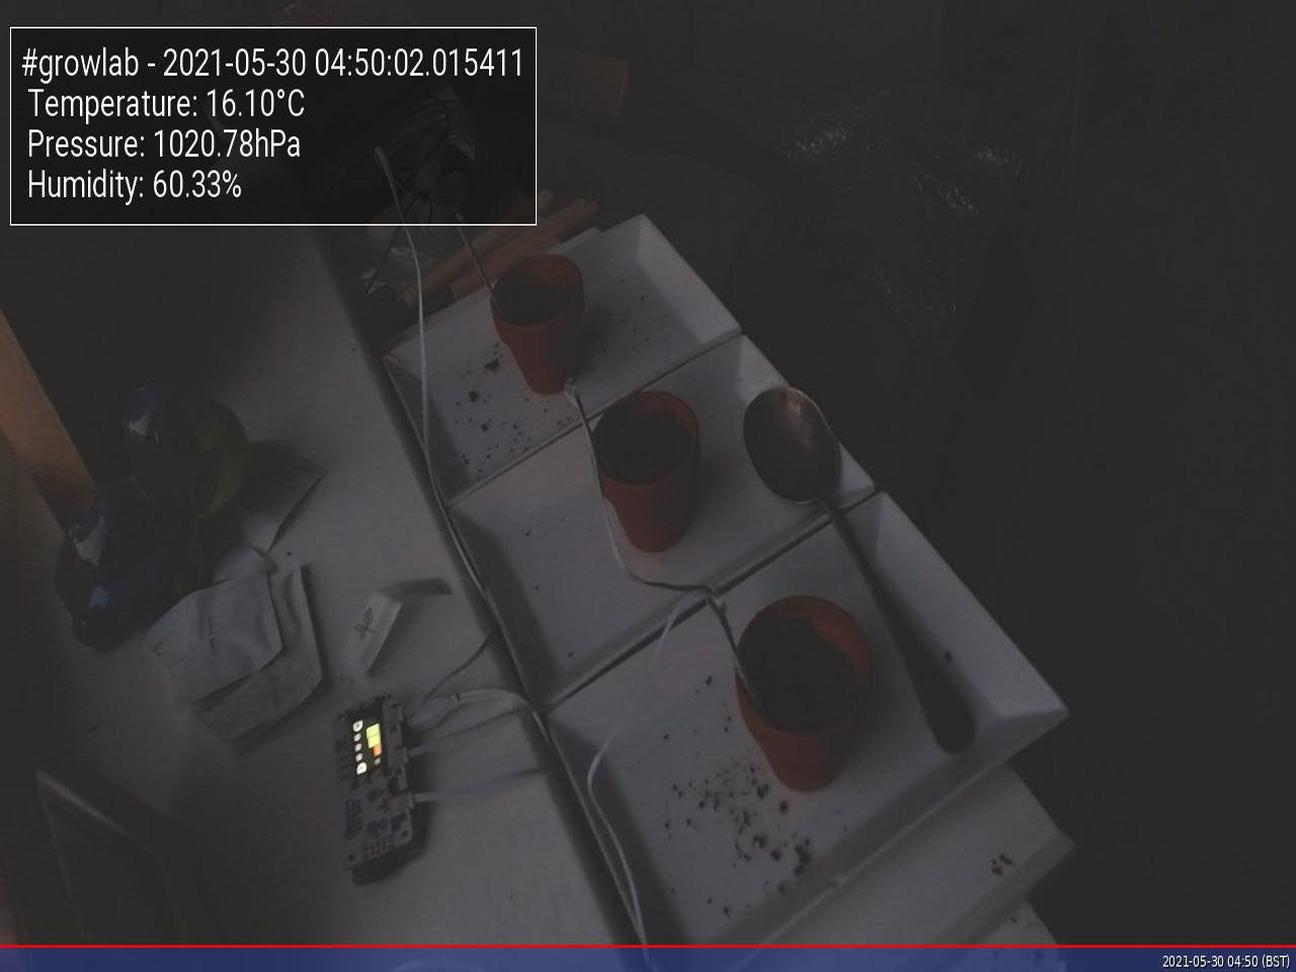 #growlab - 2021-05-30 04:50:02.015411
Temperature: 16.10°C
Pressure: 1020.78hPa
Humidity: 60.33%
2021-05-30 04:50 (BST)